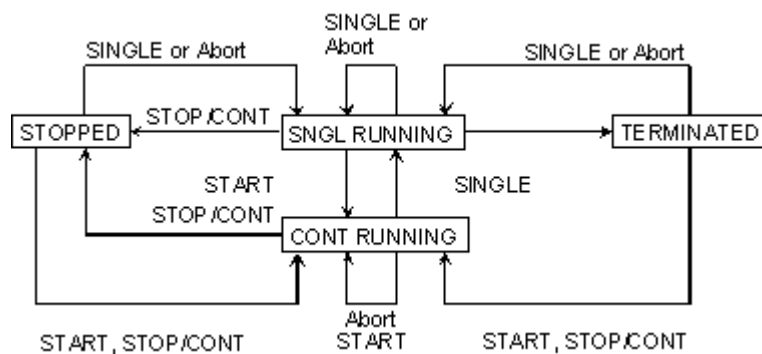 SINGLE or Abort
SINGLE or
Abort
SINGLE or Abort
STOP/CONT
STOPPED
SNGL RUNNING
TERMINATED
START
SINGLE
STOP/CONT
CONT RUNNING
Abort
START, STOP/CONT
START
START, STOP/CONT